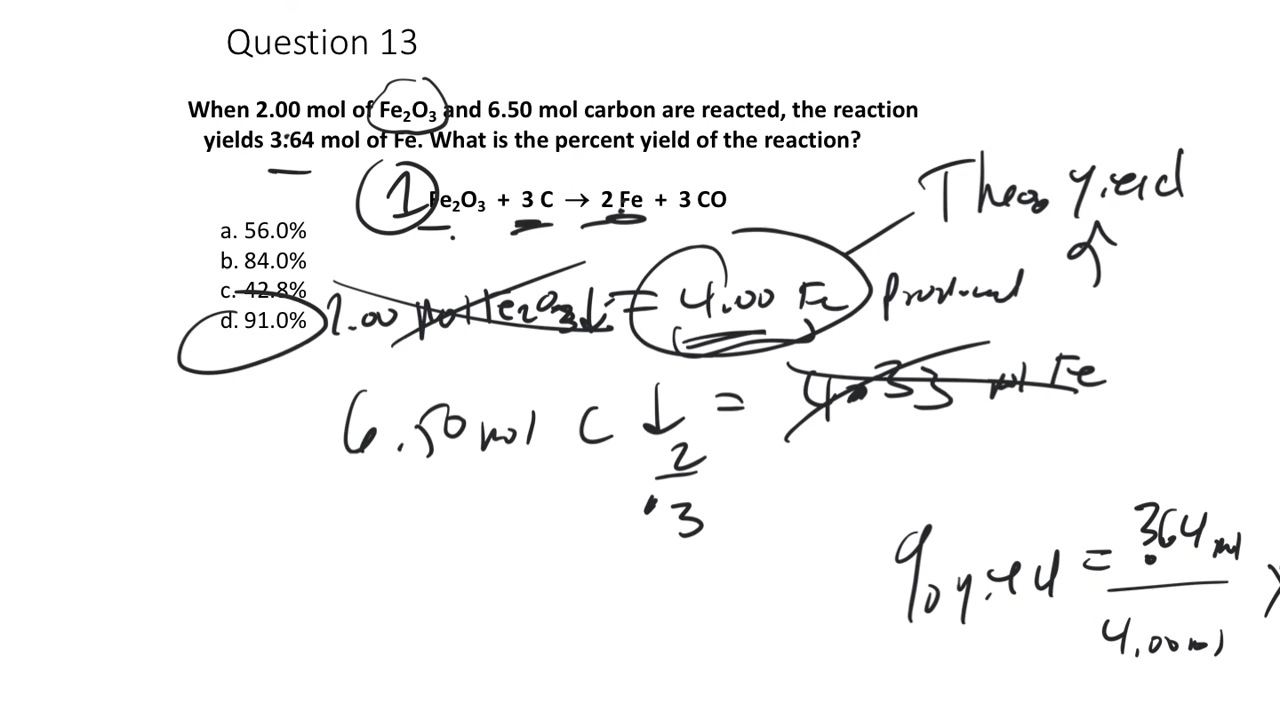 Question 13
When 2.00 mol of Fe₂O₃ and 6.50 mol carbon are reacted, the reaction
yields 3.64 mol of Fe. What is the percent yield of the reaction?
1 Fe₂O₃ + 3 C → 2 Fe + 3 CO
Theo yield
a. 56.0%
b. 84.0%
c. 42.8%
d. 91.0%
2.00 mol Fe₂O₃ ↓ = 4.00 Fe produced
6.50 mol C ↓ = 4.33 mol Fe
2
3
% yield = 3.64 mol
4.00 mol